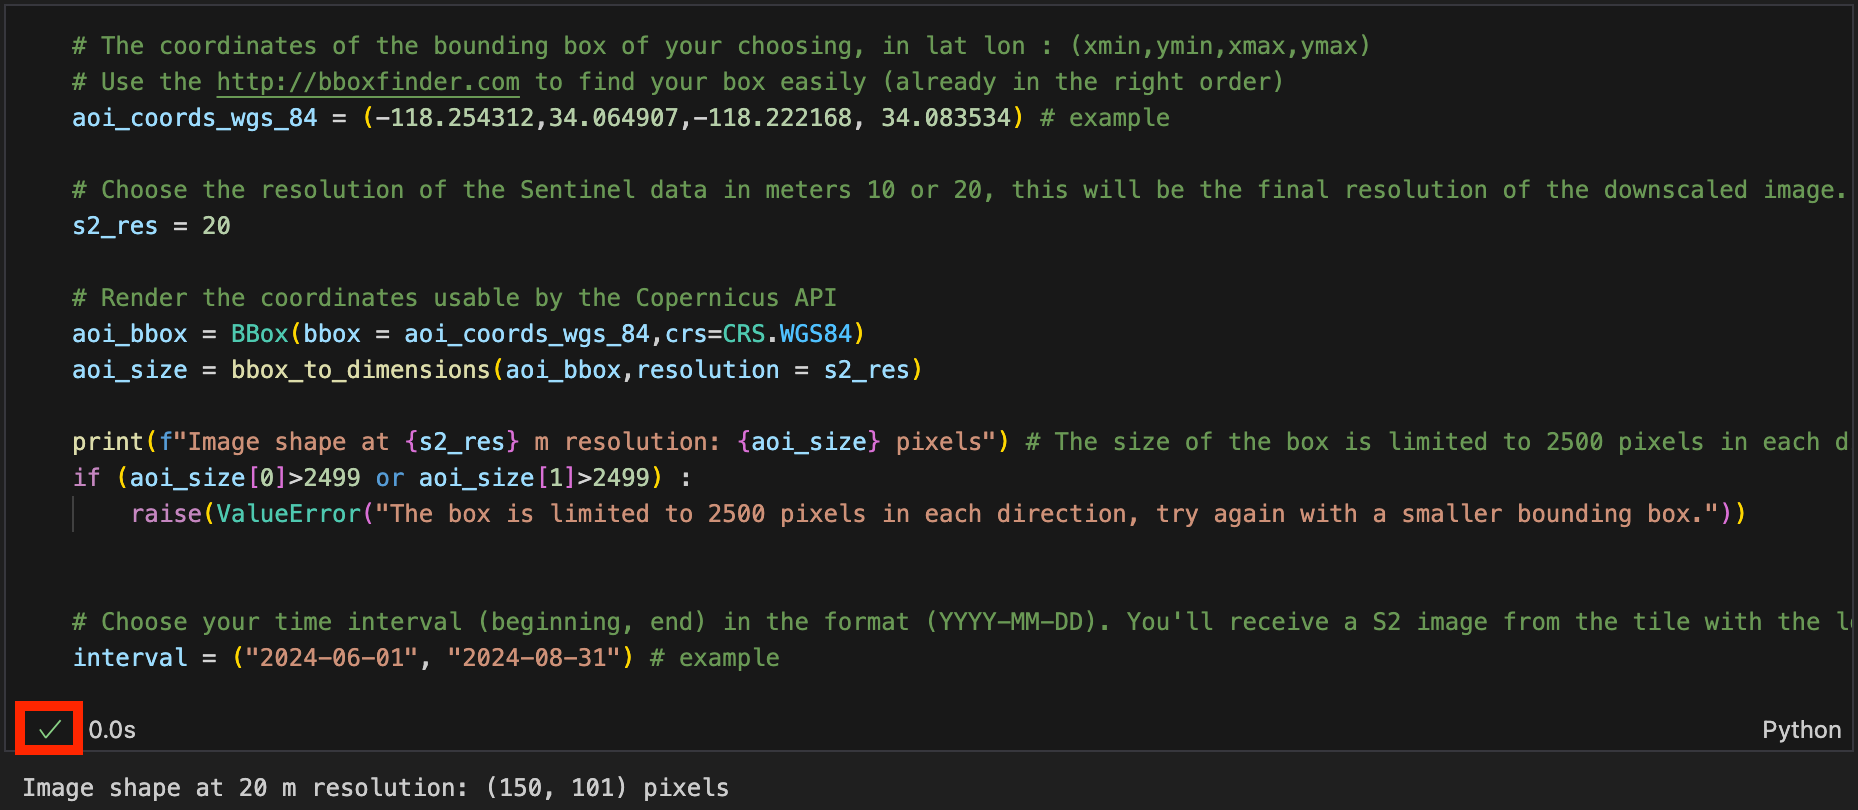 # The coordinates of the bounding box of your choosing, in lat lon : (xmin,ymin,xmax,ymax)
# Use the http://bboxfinder.com to find your box easily (already in the right order)
aoi_coords_wgs_84 = (-118.254312,34.064907,-118.222168, 34.083534) # example
# Choose the resolution of the Sentinel data in meters 10 or 20, this will be the final resolution of the downscaled image.
s2_res = 20
# Render the coordinates usable by the Copernicus API
aoi_bbox = BBox(bbox = aoi_coords_wgs_84,crs=CRS.WGS84)
aoi_size = bbox_to_dimensions(aoi_bbox,resolution = s2_res)
print(f"Image shape at {s2_res} m resolution: {aoi_size} pixels") # The size of the box is limited to 2500 pixels in each
if (aoi_size[0]>2499 or aoi_size[1]>2499) :
    raise(ValueError("The box is limited to 2500 pixels in each direction, try again with a smaller bounding box."))
# Choose your time interval (beginning, end) in the format (YYYY-MM-DD). You'll receive a S2 image from the tile with the
interval = ("2024-06-01", "2024-08-31") # example
0.0s
Python
Image shape at 20 m resolution: (150, 101) pixels